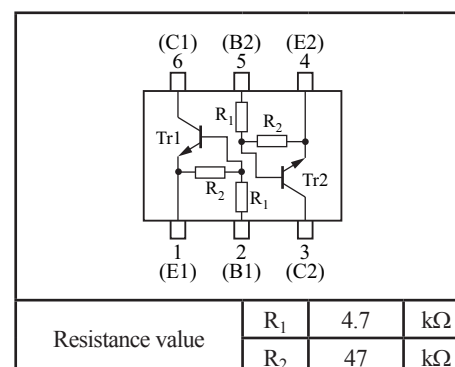 (C1) (B2) (E2)
6 5 4
R1 R2
Tr1
Tr2
R2 R1
1 2 3
(E1) (B1) (C2)
Resistance value R1 4.7 kΩ
R2 47 kΩ